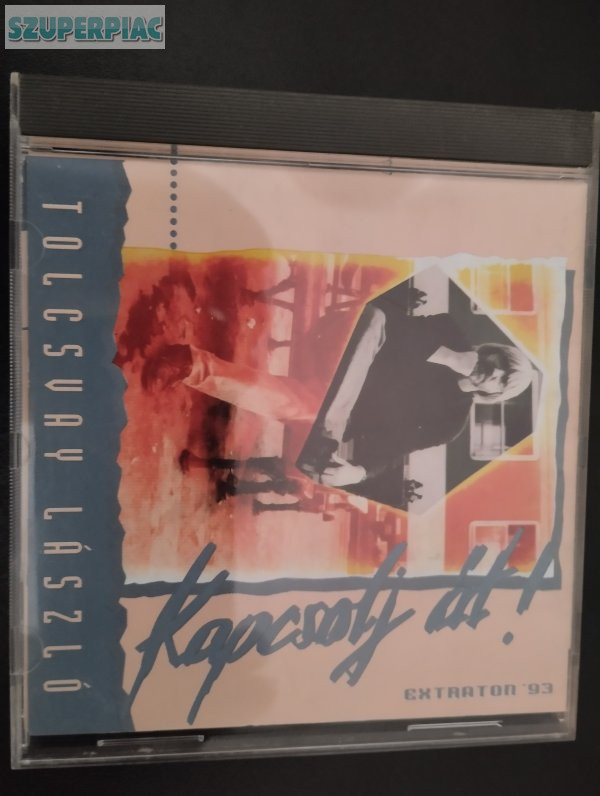 SZUPERPIAC
TOLCSVAY LÁSZLÓ
Kapcsolj át!
EXTRATON '93